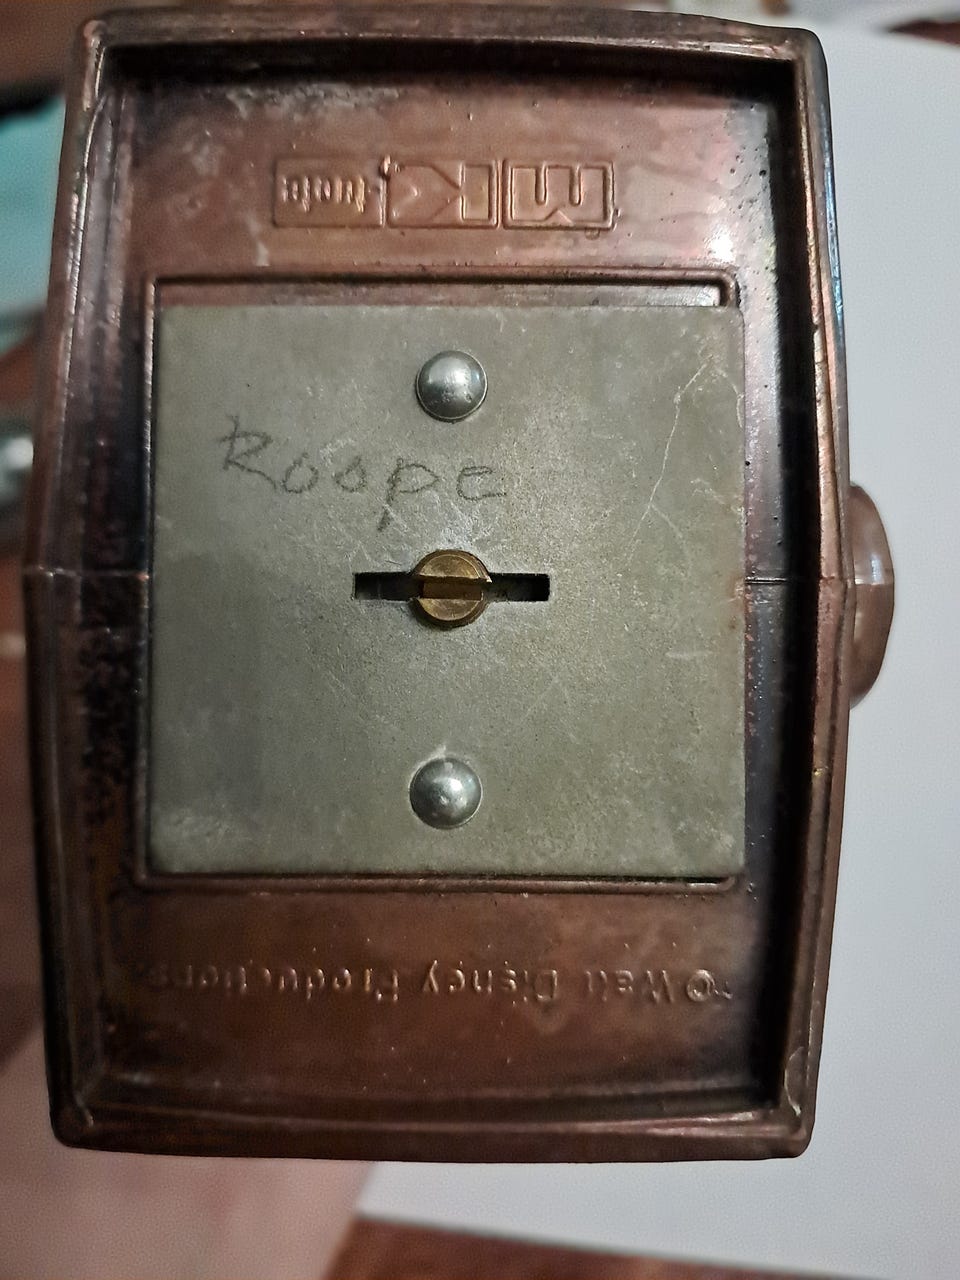 mK tuote
Roope
© Walt Disney Productions